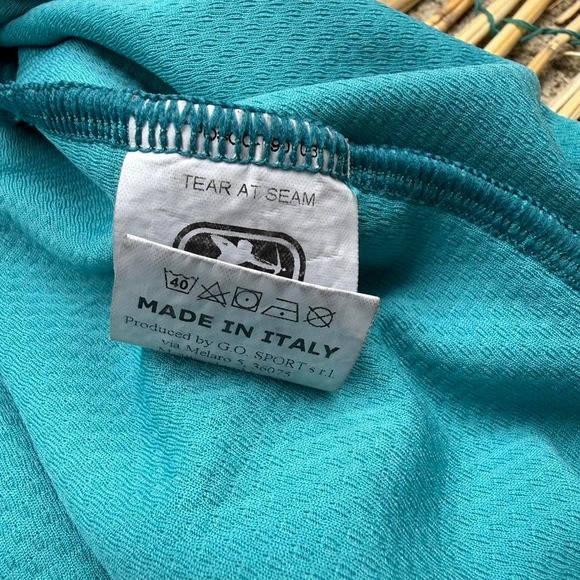 TEAR AT SEAM
40
MADE IN ITALY
Produced by G.O. SPORT s.r.l.
via Melaro 5, 36075